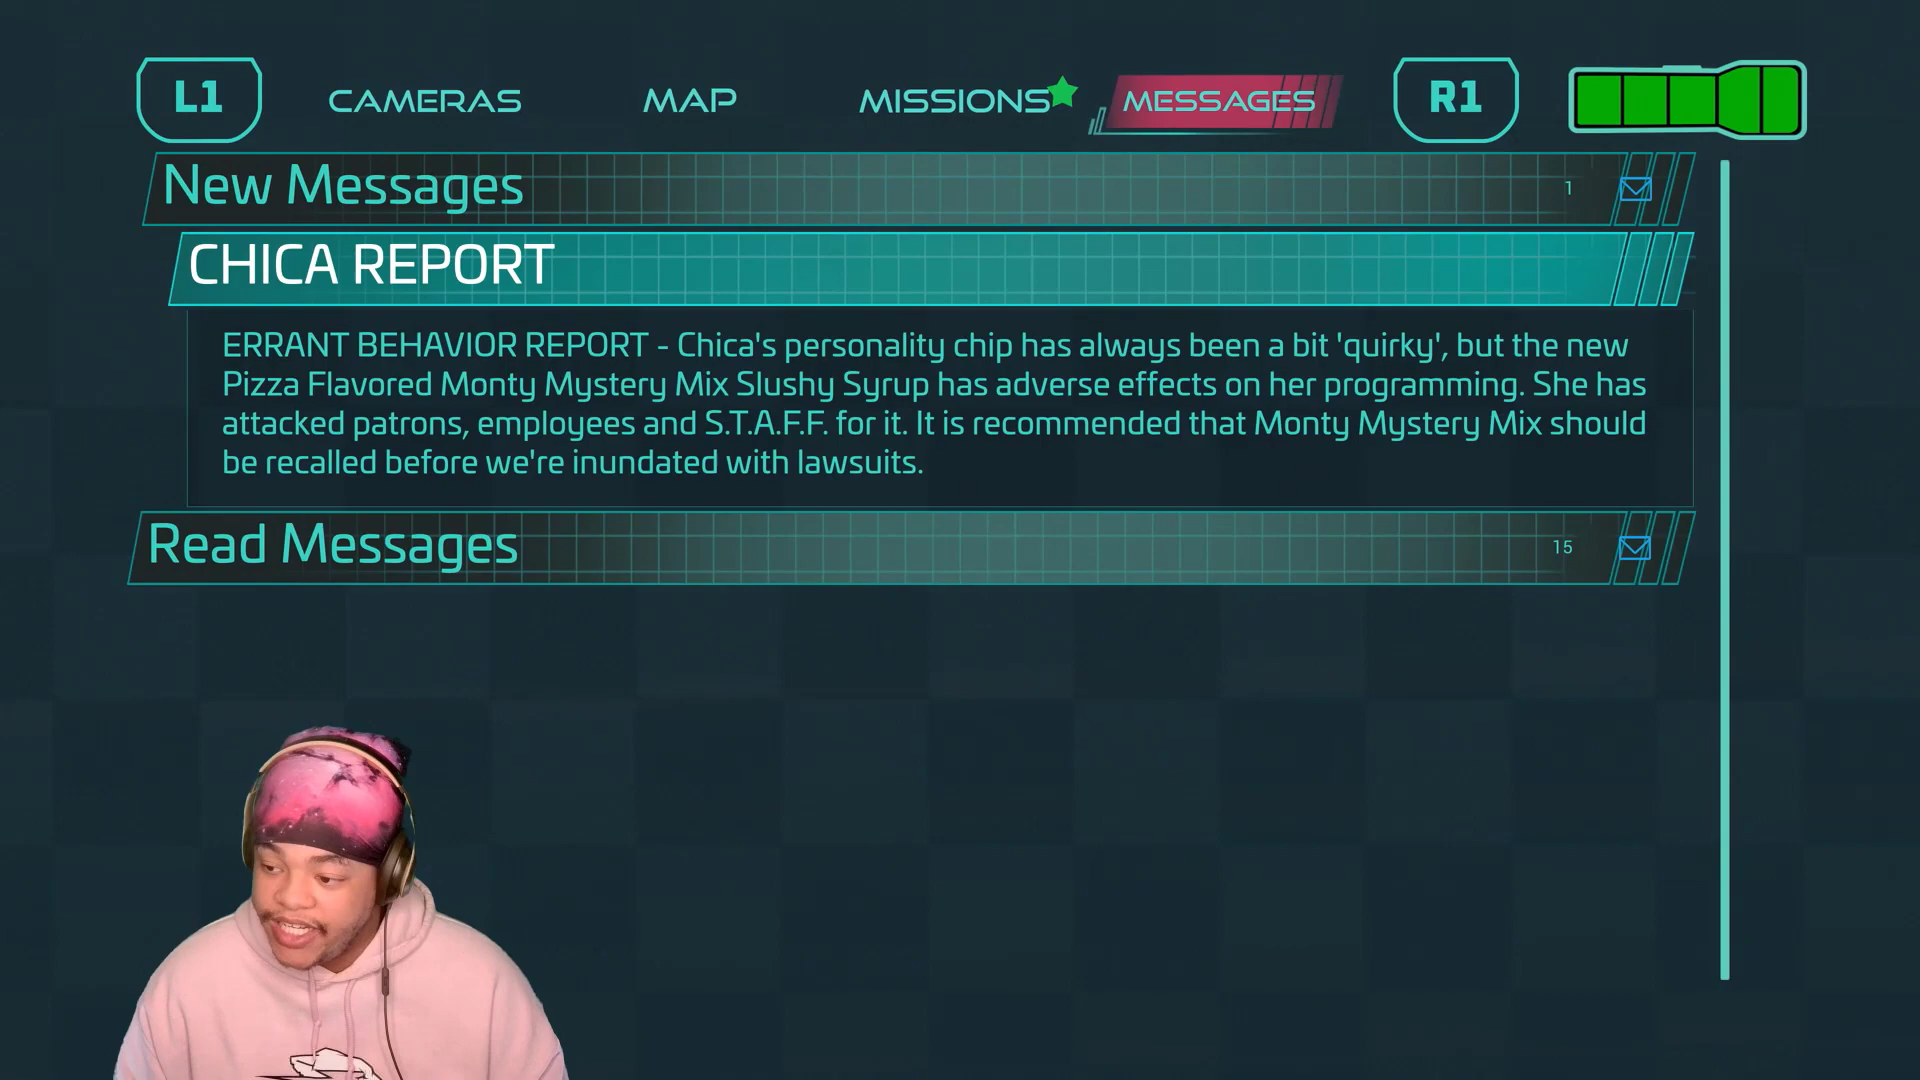 L1
CAMERAS
MAP
MISSIONS
MESSAGES
R1
New Messages
1
CHICA REPORT
ERRANT BEHAVIOR REPORT - Chica's personality chip has always been a bit 'quirky', but the new
Pizza Flavored Monty Mystery Mix Slushy Syrup has adverse effects on her programming. She has
attacked patrons, employees and S.T.A.F.F. for it. It is recommended that Monty Mystery Mix should
be recalled before we're inundated with lawsuits.
Read Messages
15